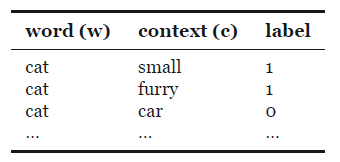 word (w) context (c) label
cat small 1
cat furry 1
cat car 0
... ... ...